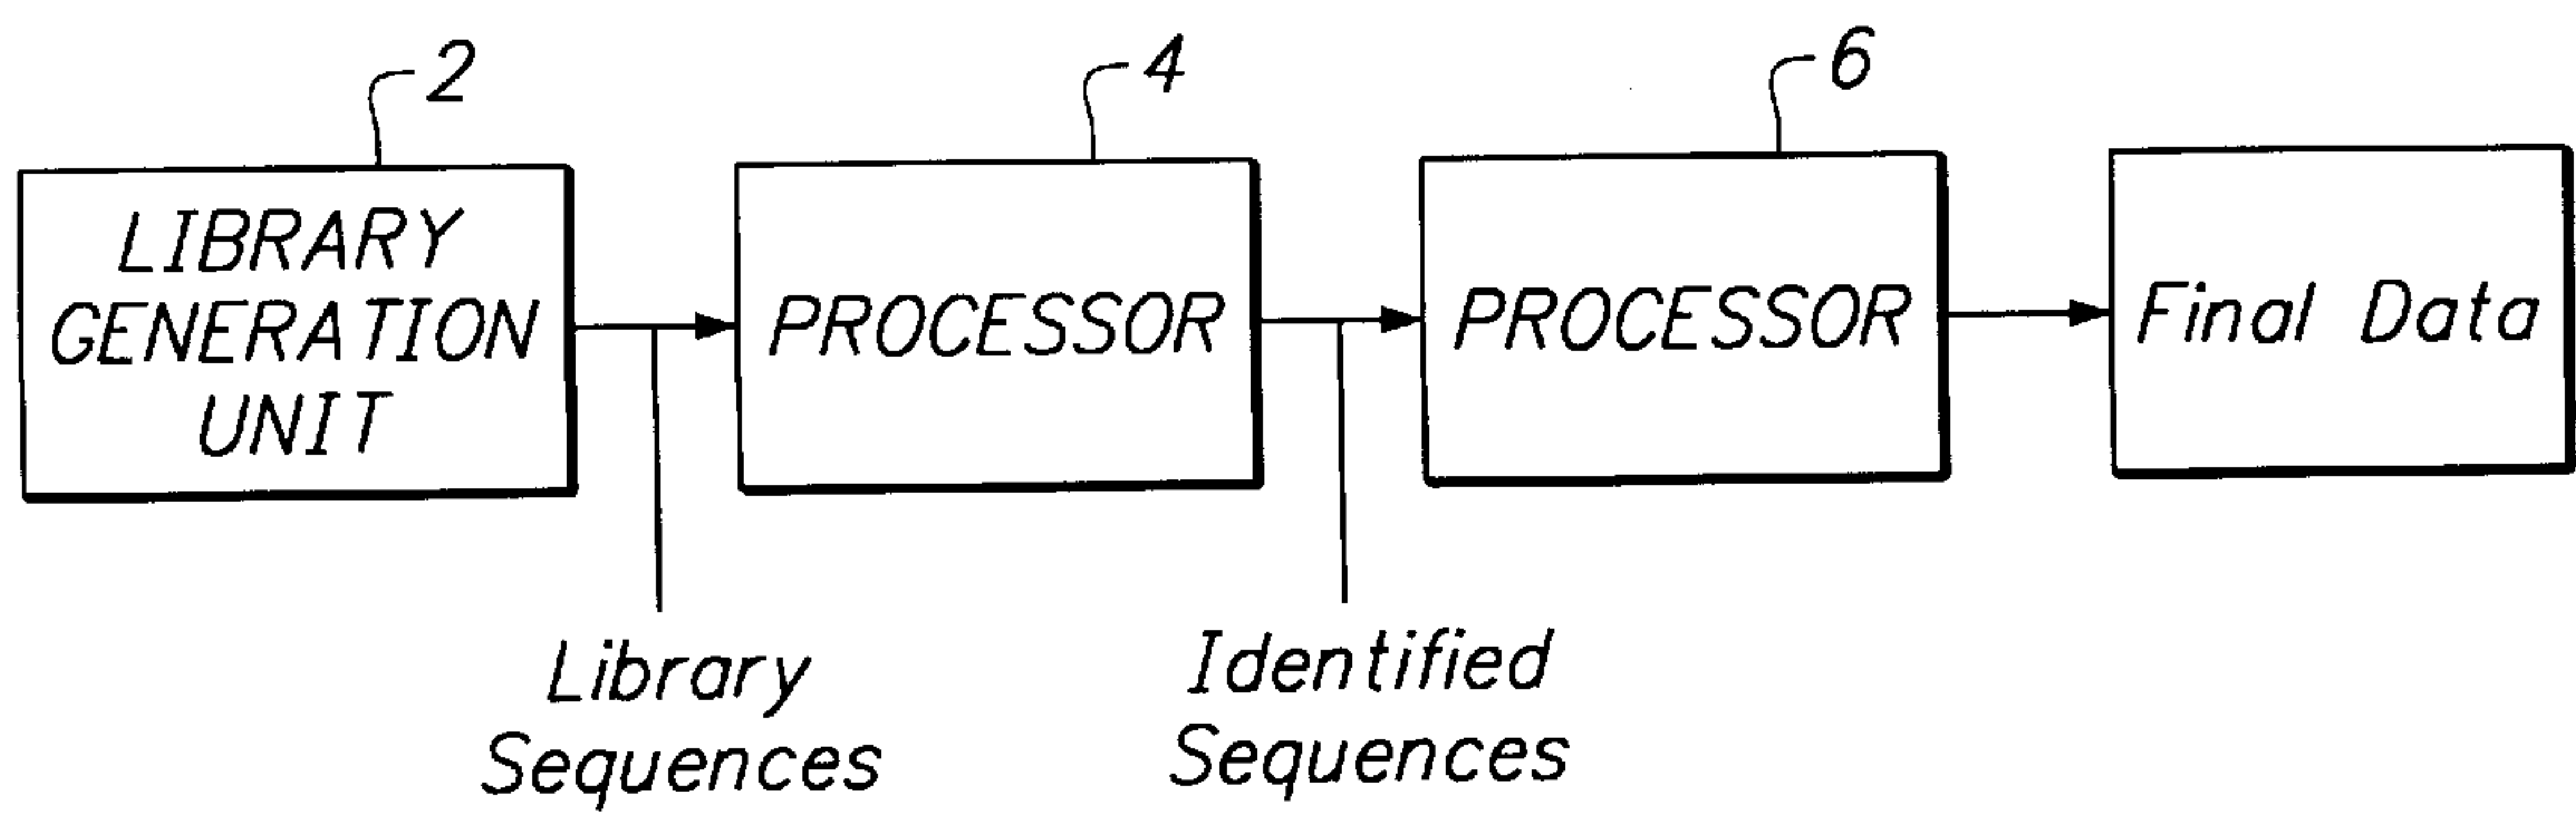 2
4
6
LIBRARY
GENERATION
UNIT
PROCESSOR
PROCESSOR
Final Data
Library
Sequences
Identified
Sequences